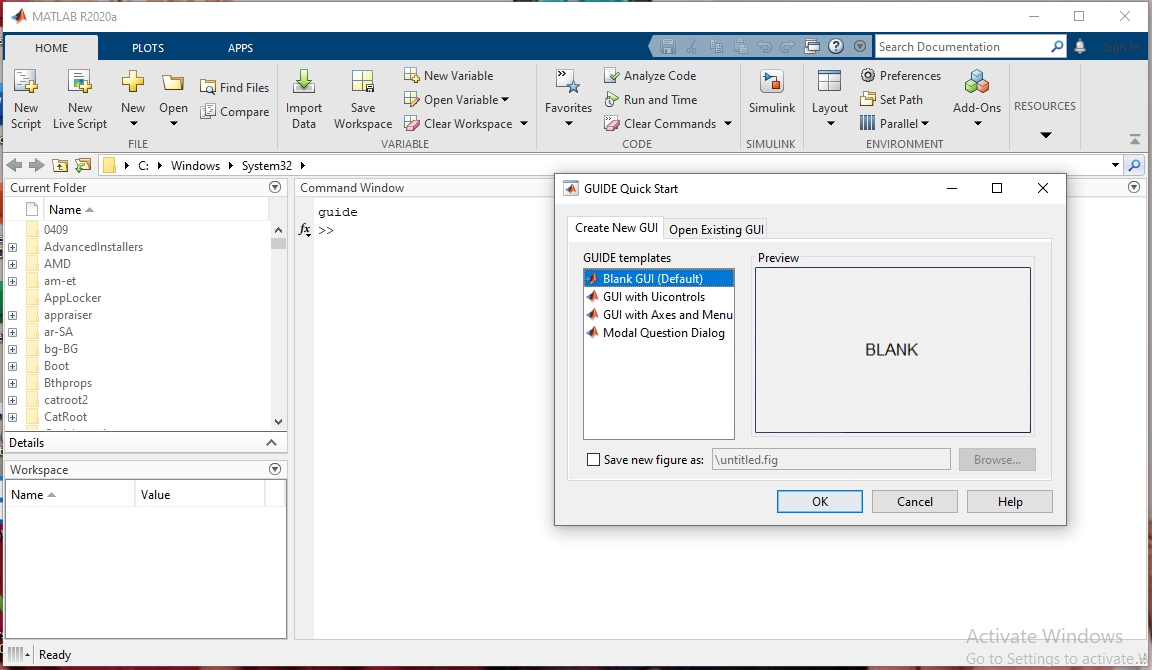 MATLAB R2020a
HOME PLOTS APPS
Search Documentation
Sign In
New Script
New Live Script
New
Open
Find Files
Compare
FILE
Import Data
Save Workspace
New Variable
Open Variable
Clear Workspace
VARIABLE
Favorites
Analyze Code
Run and Time
Clear Commands
CODE
Simulink
SIMULINK
Layout
Preferences
Set Path
Parallel
Add-Ons
ENVIRONMENT
RESOURCES
C: Windows System32
Current Folder
Name
0409
AdvancedInstallers
AMD
am-et
AppLocker
appraiser
ar-SA
bg-BG
Boot
Bthprops
catroot2
CatRoot
Details
Workspace
Name Value
Command Window
guide
fx >>
GUIDE Quick Start
Create New GUI Open Existing GUI
GUIDE templates
Blank GUI (Default)
GUI with Uicontrols
GUI with Axes and Menu
Modal Question Dialog
Preview
BLANK
Save new figure as: \untitled.fig Browse...
OK Cancel Help
Activate Windows
Go to Settings to activate
Ready